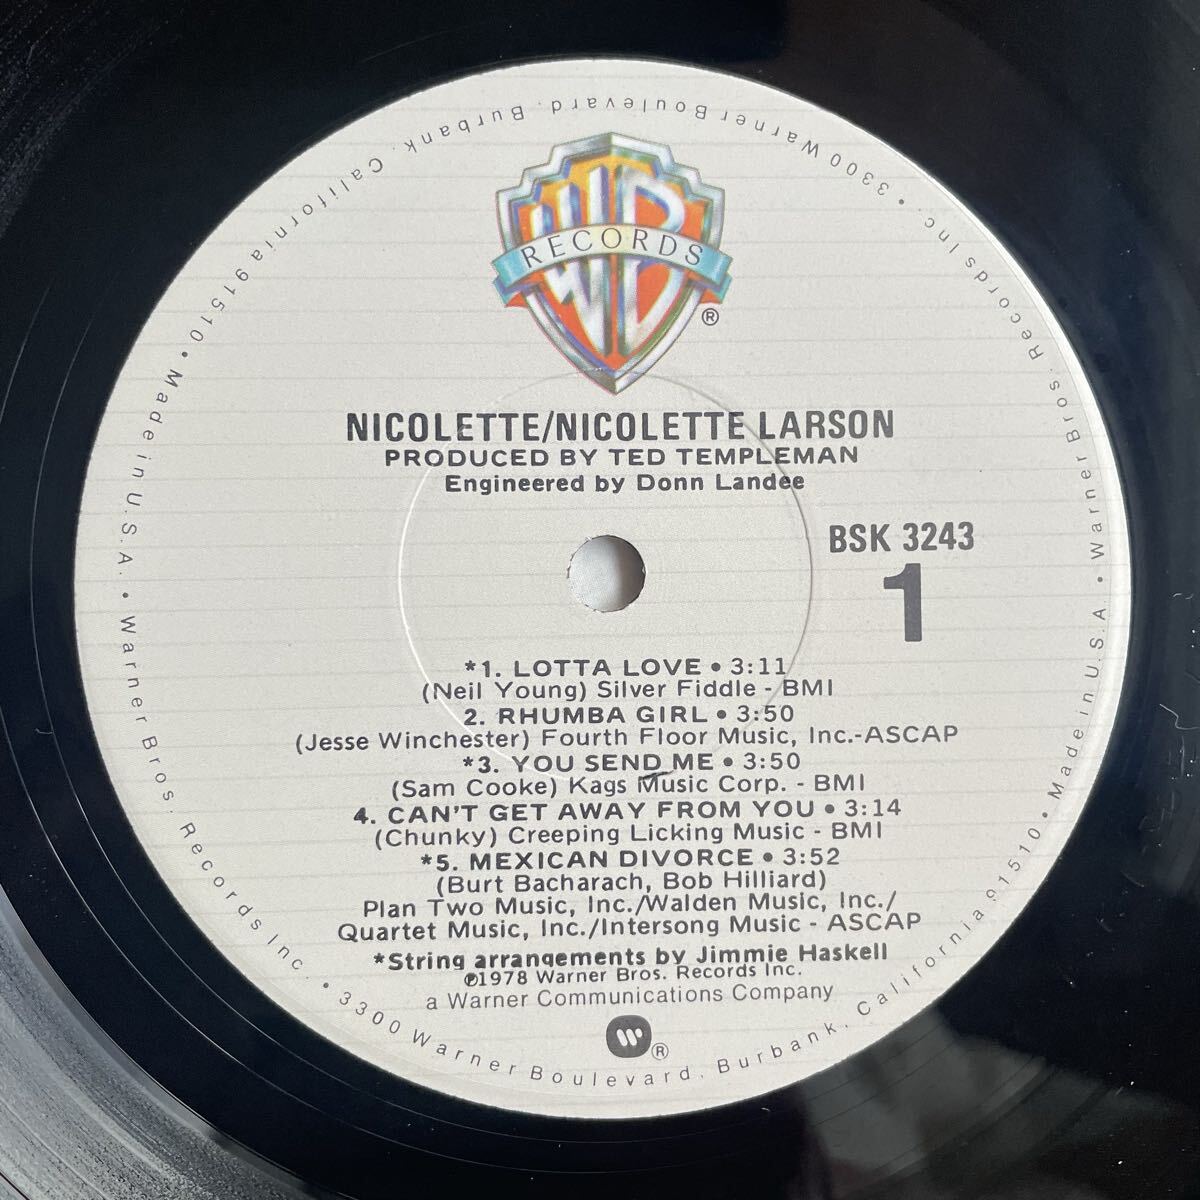 3300 Warner Boulevard, Burbank, California 91510 • Made in U.S.A. • Warner Bros. Records Inc. • 3300 Warner Boulevard, Burbank, California 91510 • Made in U.S.A. • Warner Bros. Records Inc. •
WB
RECORDS
®
NICOLETTE/NICOLETTE LARSON
PRODUCED BY TED TEMPLEMAN
Engineered by Donn Landee
BSK 3243
1
*1. LOTTA LOVE • 3:11
(Neil Young) Silver Fiddle - BMI
2. RHUMBA GIRL • 3:50
(Jesse Winchester) Fourth Floor Music, Inc.-ASCAP
*3. YOU SEND ME • 3:50
(Sam Cooke) Kags Music Corp. - BMI
4. CAN'T GET AWAY FROM YOU • 3:14
(Chunky) Creeping Licking Music - BMI
*5. MEXICAN DIVORCE • 3:52
(Burt Bacharach, Bob Hilliard)
Plan Two Music, Inc./Walden Music, Inc./
Quartet Music, Inc./Intersong Music - ASCAP
*String arrangements by Jimmie Haskell
℗1978 Warner Bros. Records Inc.
a Warner Communications Company
®